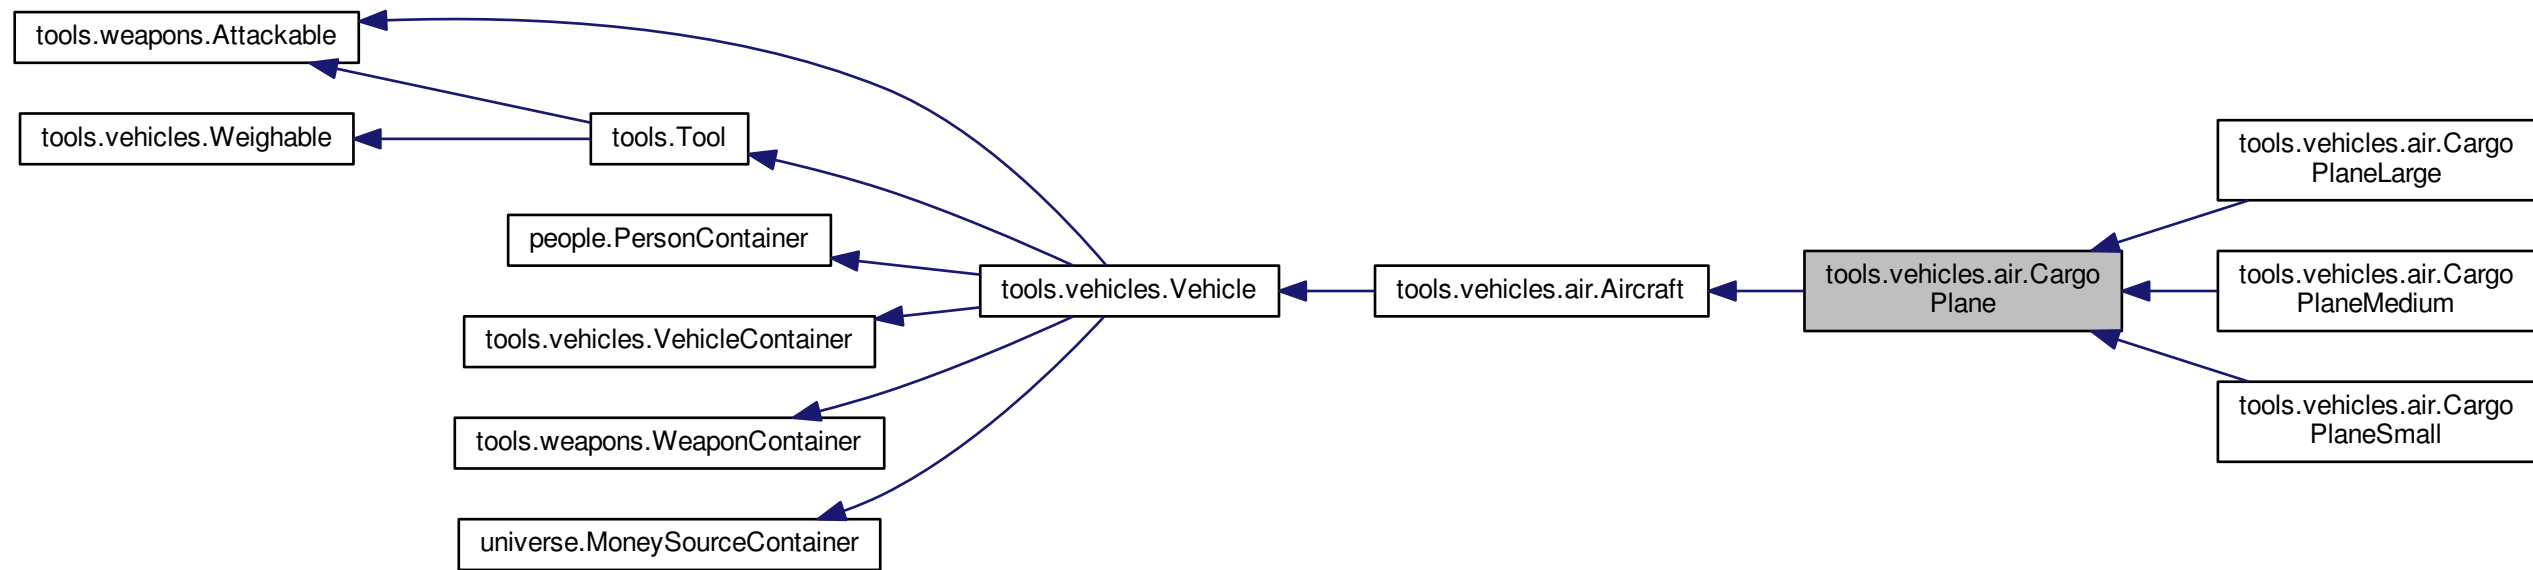 tools.weapons.Attackable
tools.vehicles.Weighable
tools.Tool
people.PersonContainer
tools.vehicles.VehicleContainer
tools.weapons.WeaponContainer
universe.MoneySourceContainer
tools.vehicles.Vehicle
tools.vehicles.air.Aircraft
tools.vehicles.air.Cargo
Plane
tools.vehicles.air.Cargo
PlaneLarge
tools.vehicles.air.Cargo
PlaneMedium
tools.vehicles.air.Cargo
PlaneSmall